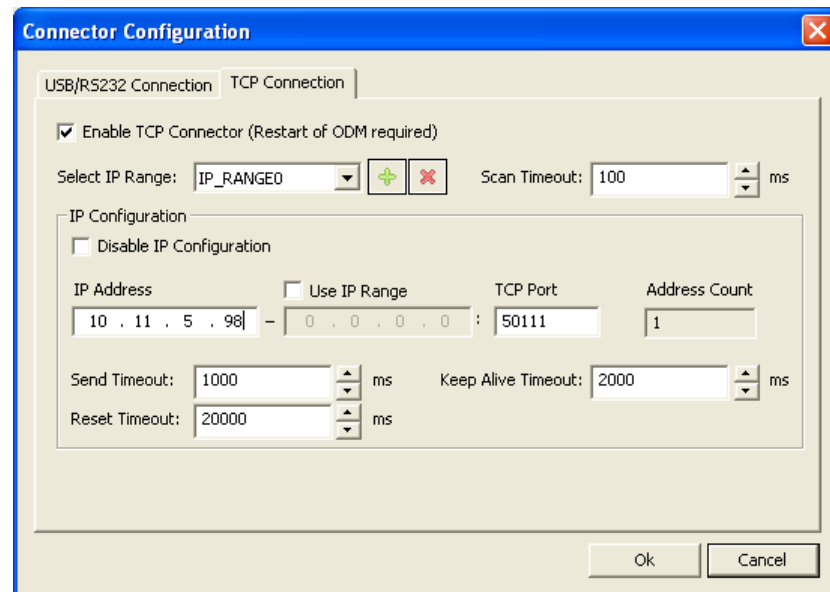 Connector Configuration
USB/RS232 Connection TCP Connection
Enable TCP Connector (Restart of ODM required)
Select IP Range: IP_RANGE0 Scan Timeout: 100 ms
IP Configuration
Disable IP Configuration
IP Address Use IP Range TCP Port Address Count
10 . 11 . 5 . 98 – 0 . 0 . 0 . 0 : 50111 1
Send Timeout: 1000 ms Keep Alive Timeout: 2000 ms
Reset Timeout: 20000 ms
Ok Cancel